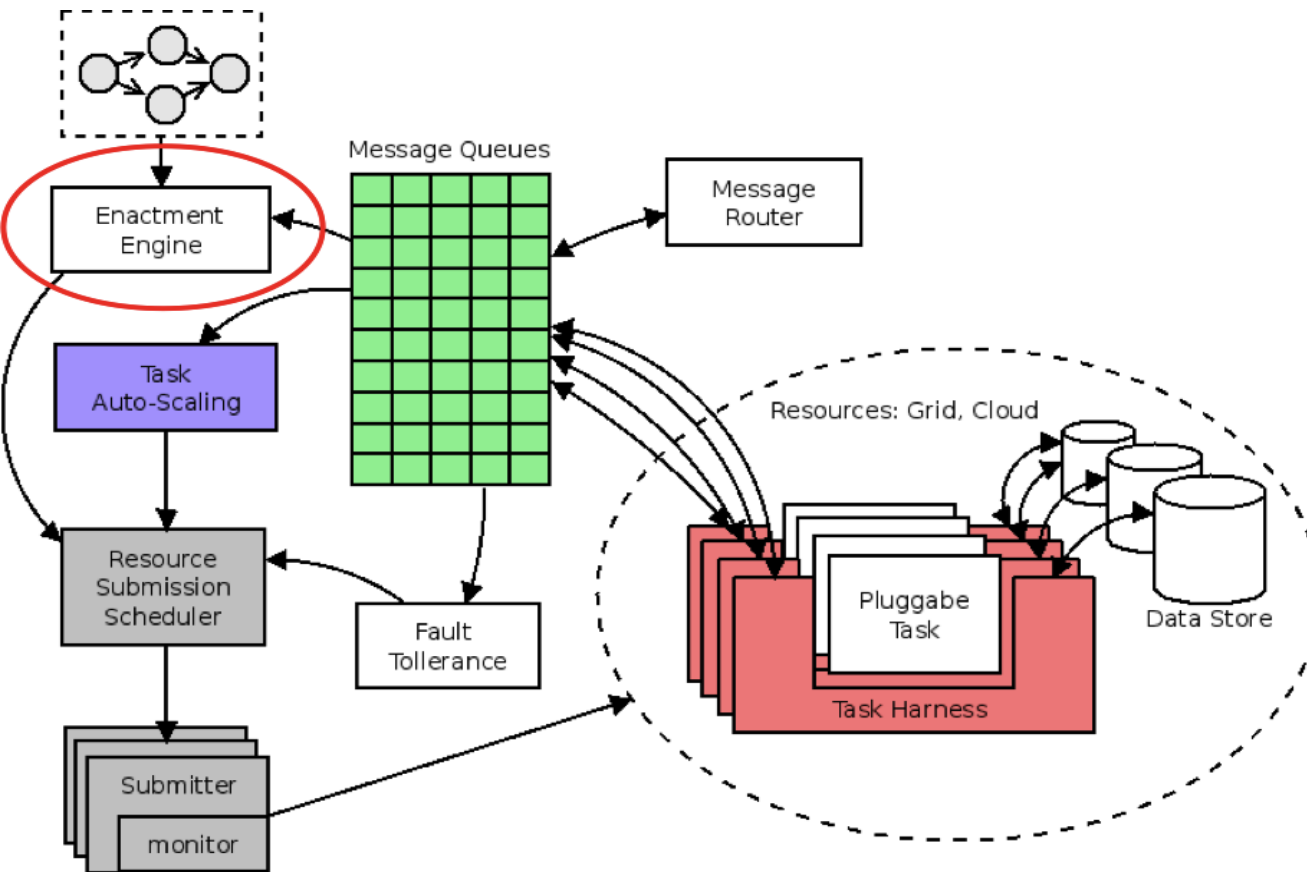 Message Queues
Enactment
Engine
Message
Router
Task
Auto-Scaling
Resources: Grid, Cloud
Resource
Submission
Scheduler
Fault
Tollerance
Pluggabe
Task
Data Store
Task Harness
Submitter
monitor